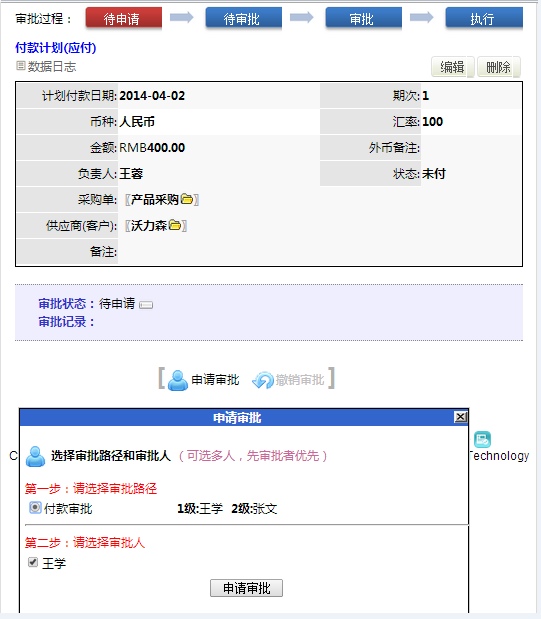 审批过程： 待申请 待审批 审批 执行
付款计划(应付)
数据日志 编辑 删除
计划付款日期: 2014-04-02 期次: 1
币种: 人民币 汇率: 100
金额: RMB400.00 外币备注:
负责人: 王蓉 状态: 未付
采购单: 〖产品采购〗
供应商(客户): 〖沃力森〗
备注:
审批状态： 待申请
审批记录：
[ 申请审批 撤销审批 ]
申请审批
C Technology
选择审批路径和审批人 （可选多人，先审批者优先）
第一步：请选择审批路径
付款审批 1级:王学 2级:张文
第二步：请选择审批人
王学
申请审批